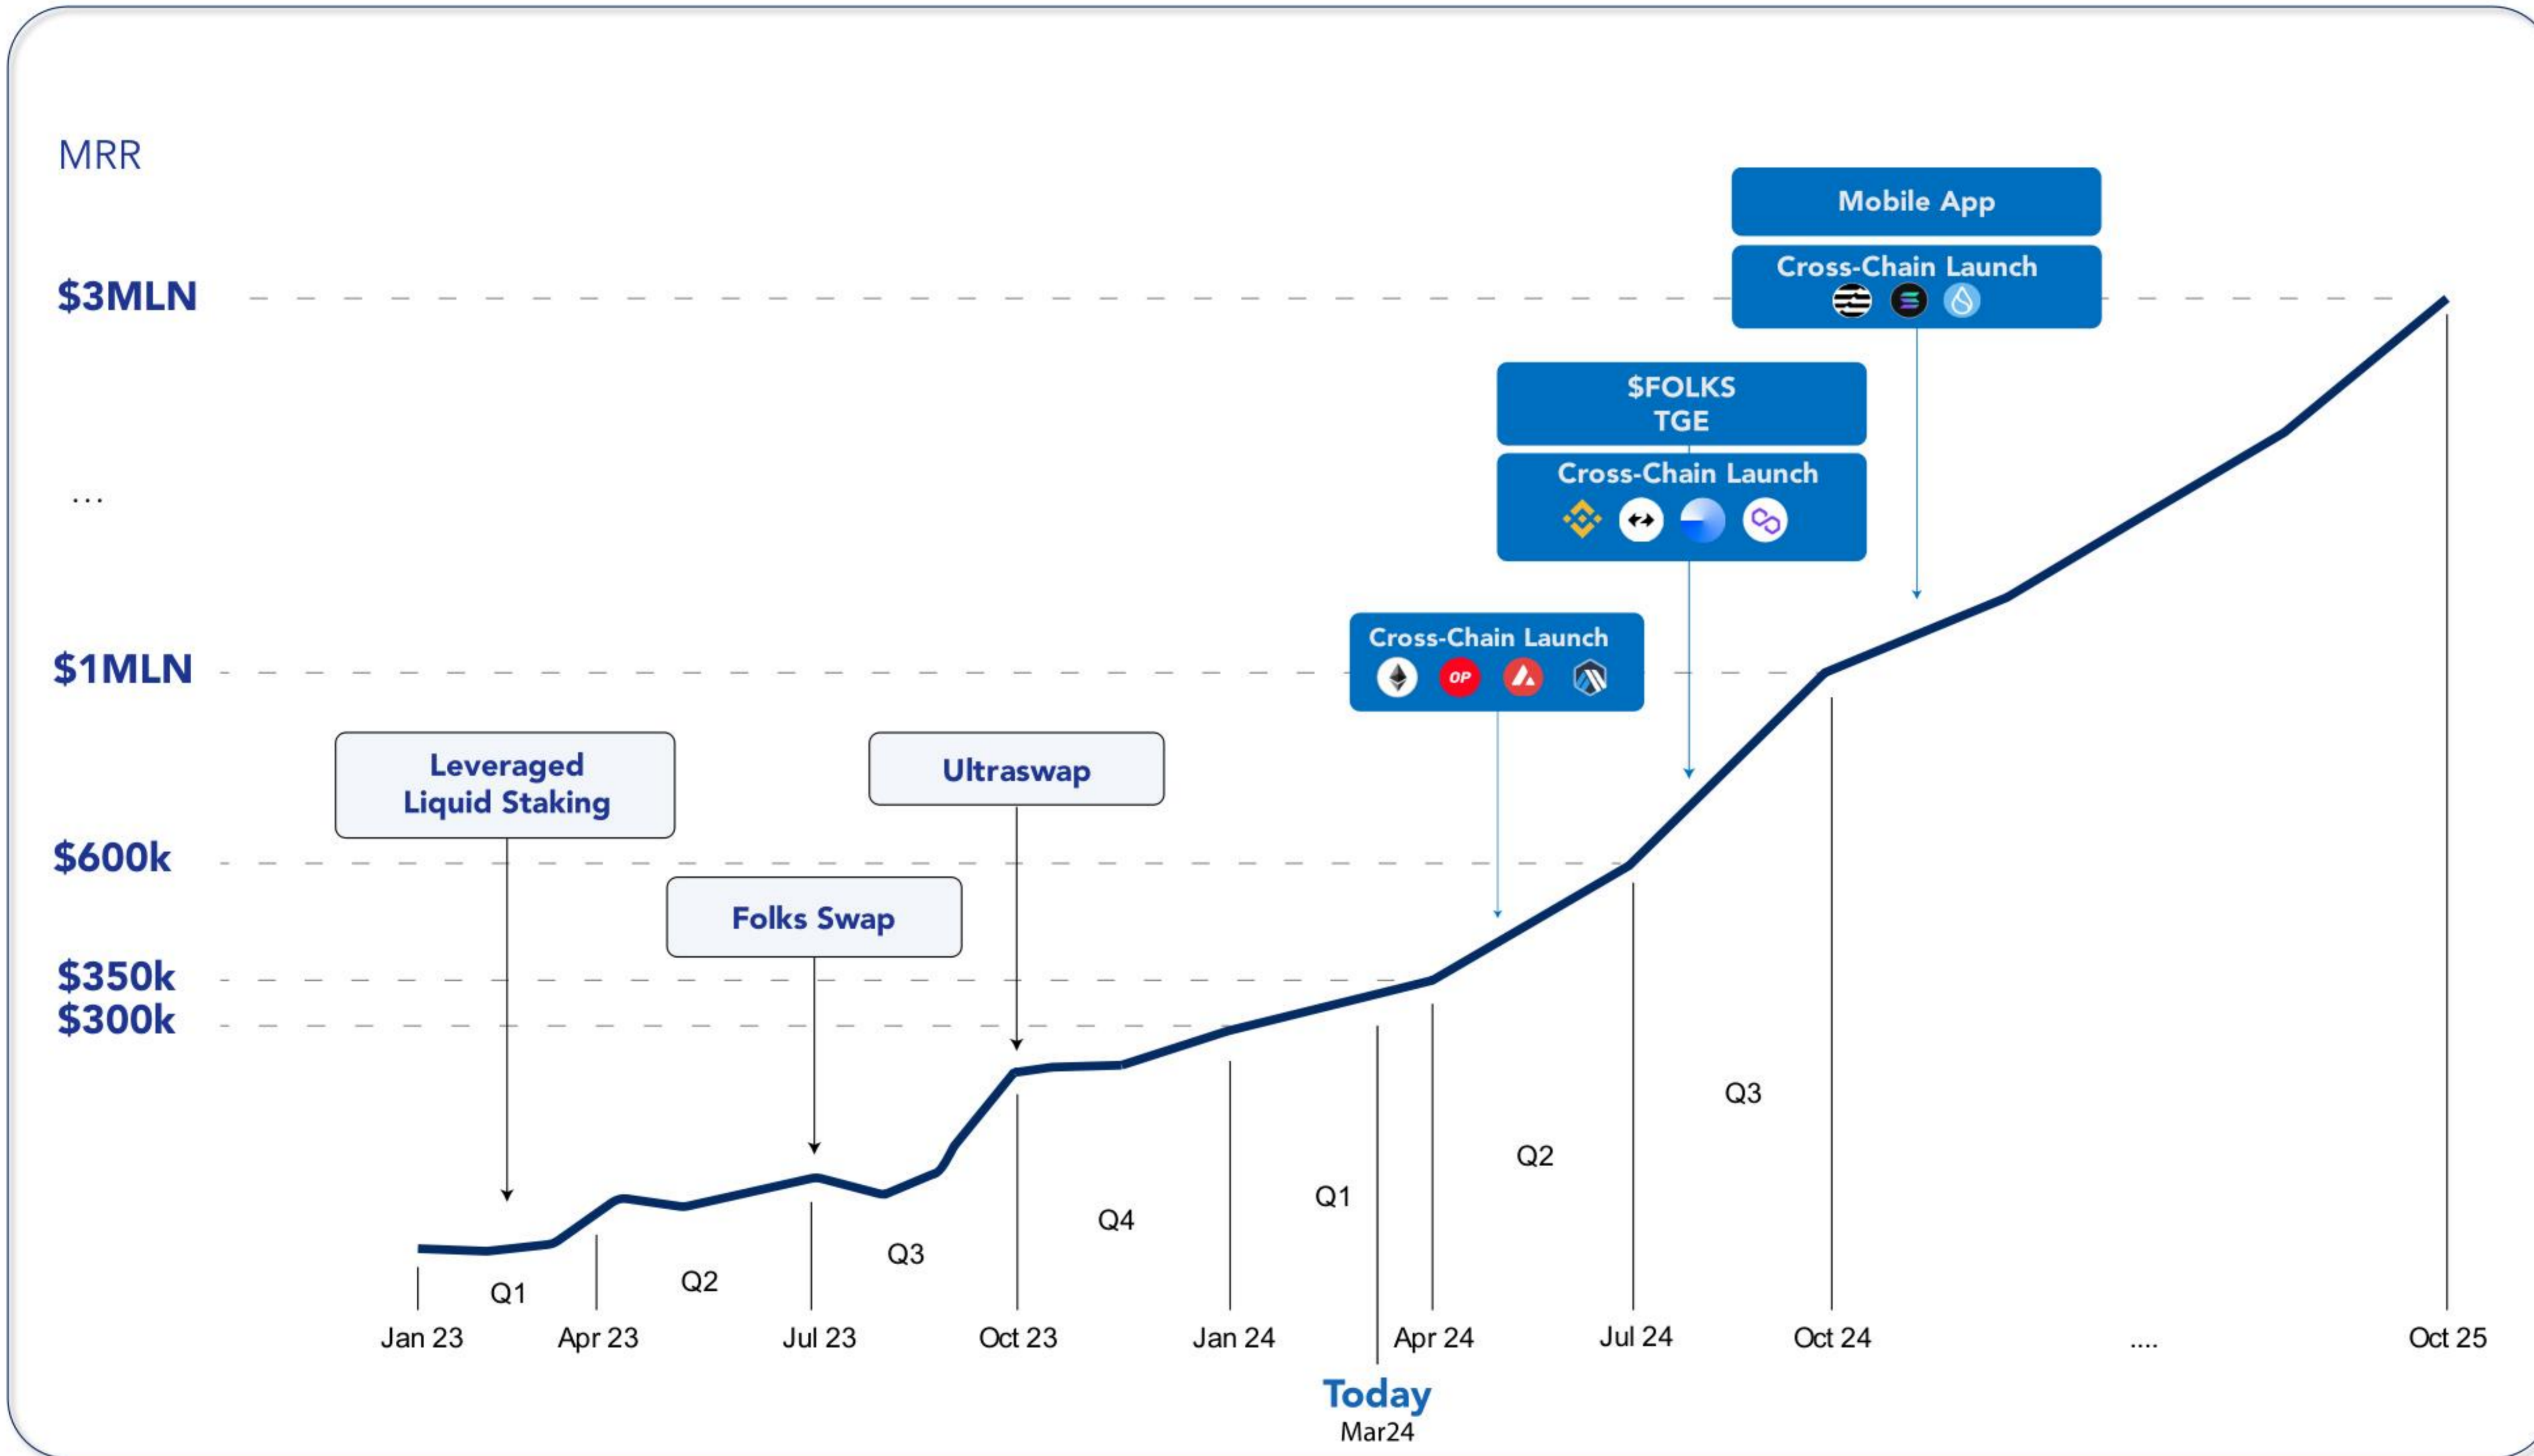 MRR
Mobile App
$3MLN
Cross-Chain Launch
$FOLKS
TGE
...
Cross-Chain Launch
$1MLN
Cross-Chain Launch
OP
Leveraged
Liquid Staking
Ultraswap
$600k
Folks Swap
$350k
$300k
Q1
Q2
Q3
Q4
Q1
Q2
Q3
Jan 23
Apr 23
Jul 23
Oct 23
Jan 24
Apr 24
Jul 24
Oct 24
....
Oct 25
Today
Mar24